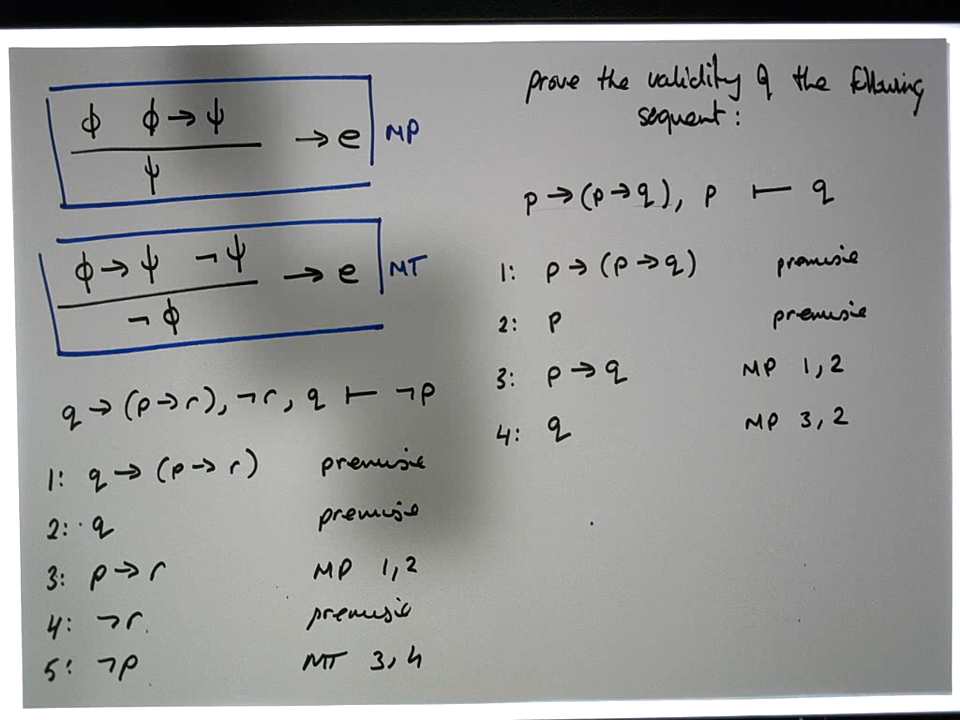 ϕ ϕ→ψ
→e MP
ψ
ϕ→ψ ¬ψ
→e MT
¬ϕ
q→(p→r), ¬r, q ⊢ ¬p
1: q→(p→r) premise
2: q premise
3: p→r MP 1,2
4: ¬r premise
5: ¬p MT 3,4
prove the validity of the following
sequent:
p→(p→q), p ⊢ q
1: p→(p→q) premise
2: p premise
3: p→q MP 1,2
4: q MP 3,2